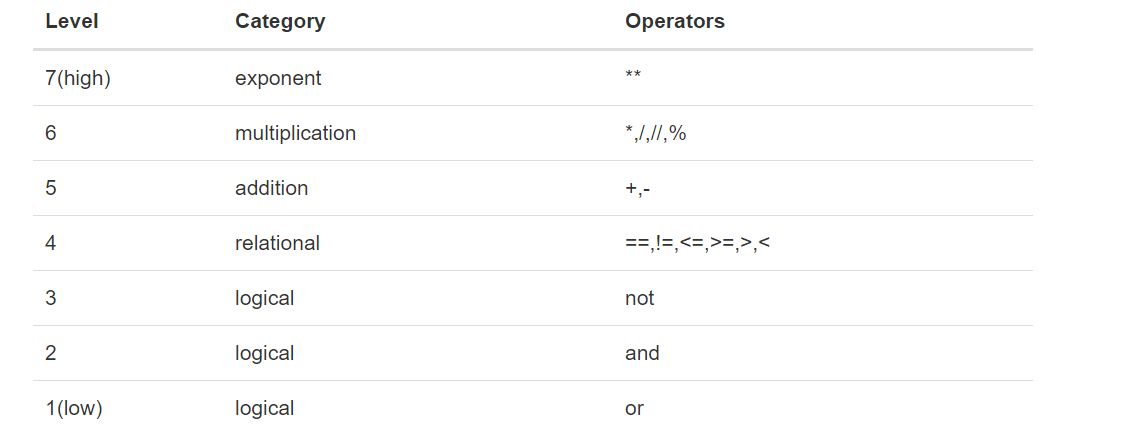 Level Category Operators
7(high) exponent **
6 multiplication *,/,//,%
5 addition +,-
4 relational ==,!=,<=,>=,>,<
3 logical not
2 logical and
1(low) logical or